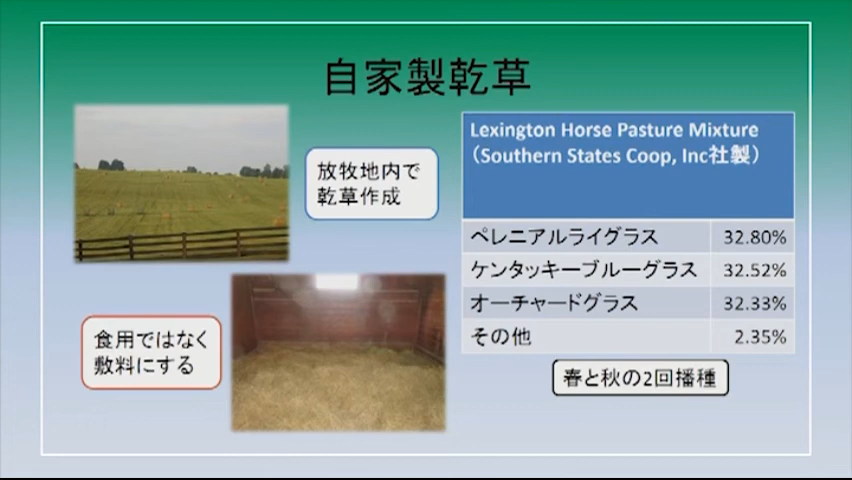 自家製乾草
放牧地内で
乾草作成
Lexington Horse Pasture Mixture
（Southern States Coop, Inc社製）
ペレニアルライグラス 32.80%
ケンタッキーブルーグラス 32.52%
オーチャードグラス 32.33%
その他 2.35%
食用ではなく
敷料にする
春と秋の2回播種